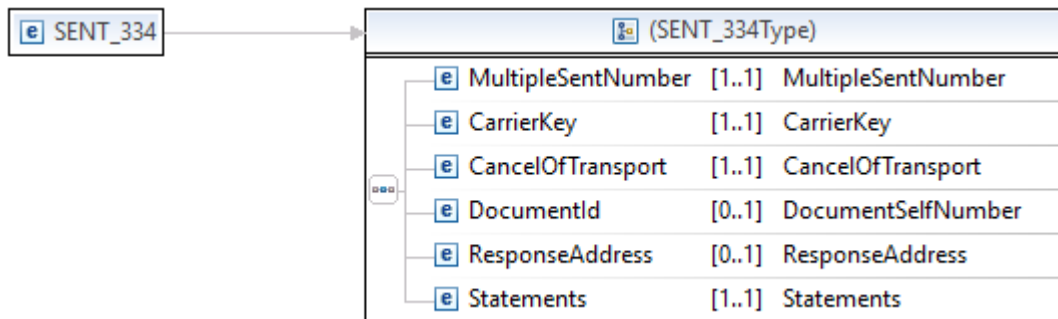 e SENT_334
(SENT_334Type)
e MultipleSentNumber [1..1] MultipleSentNumber
e CarrierKey [1..1] CarrierKey
e CancelOfTransport [1..1] CancelOfTransport
e DocumentId [0..1] DocumentSelfNumber
e ResponseAddress [0..1] ResponseAddress
e Statements [1..1] Statements